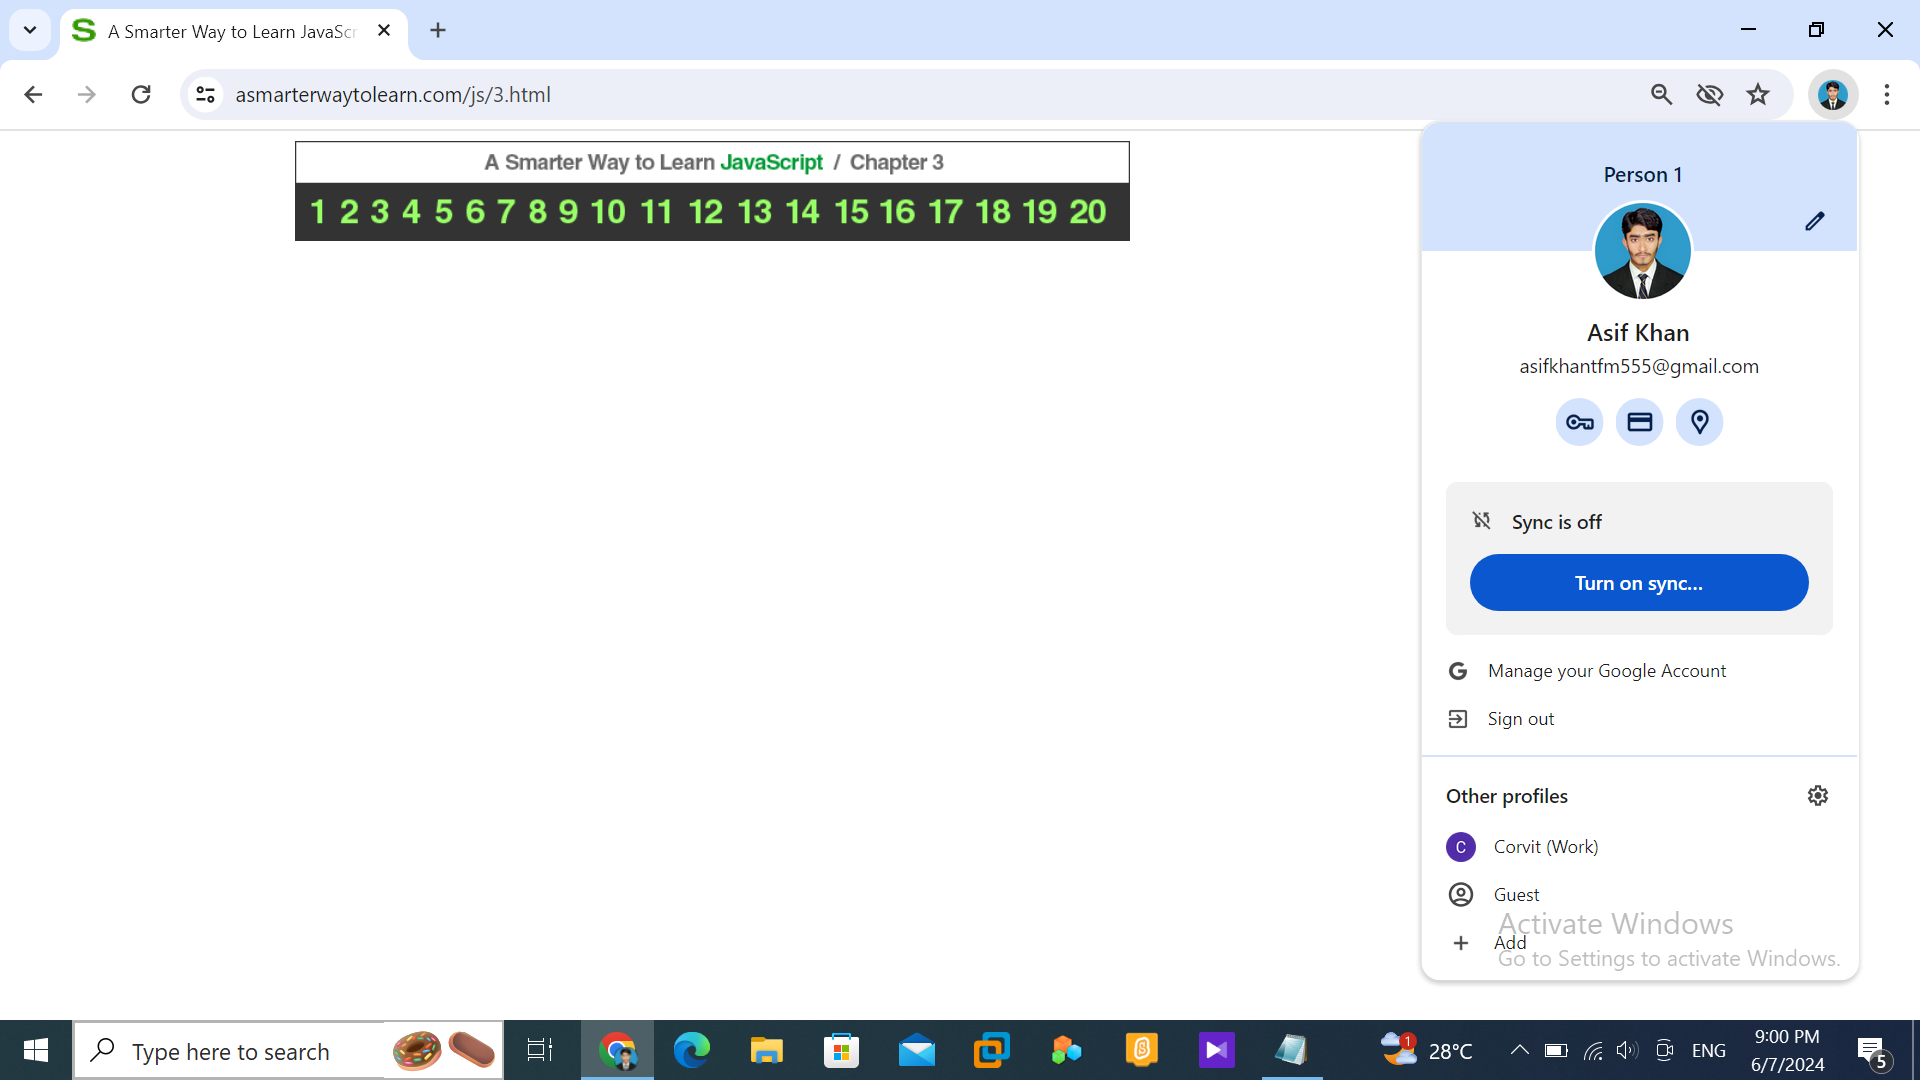 A Smarter Way to Learn JavaScr
asmarterwaytolearn.com/js/3.html
A Smarter Way to Learn JavaScript / Chapter 3
1 2 3 4 5 6 7 8 9 10 11 12 13 14 15 16 17 18 19 20
Person 1
Asif Khan
asifkhantfm555@gmail.com
Sync is off
Turn on sync...
Manage your Google Account
Sign out
Other profiles
C Corvit (Work)
Guest
Add
Activate Windows
Go to Settings to activate Windows.
Type here to search
1 28°C
ENG
9:00 PM
6/7/2024
5